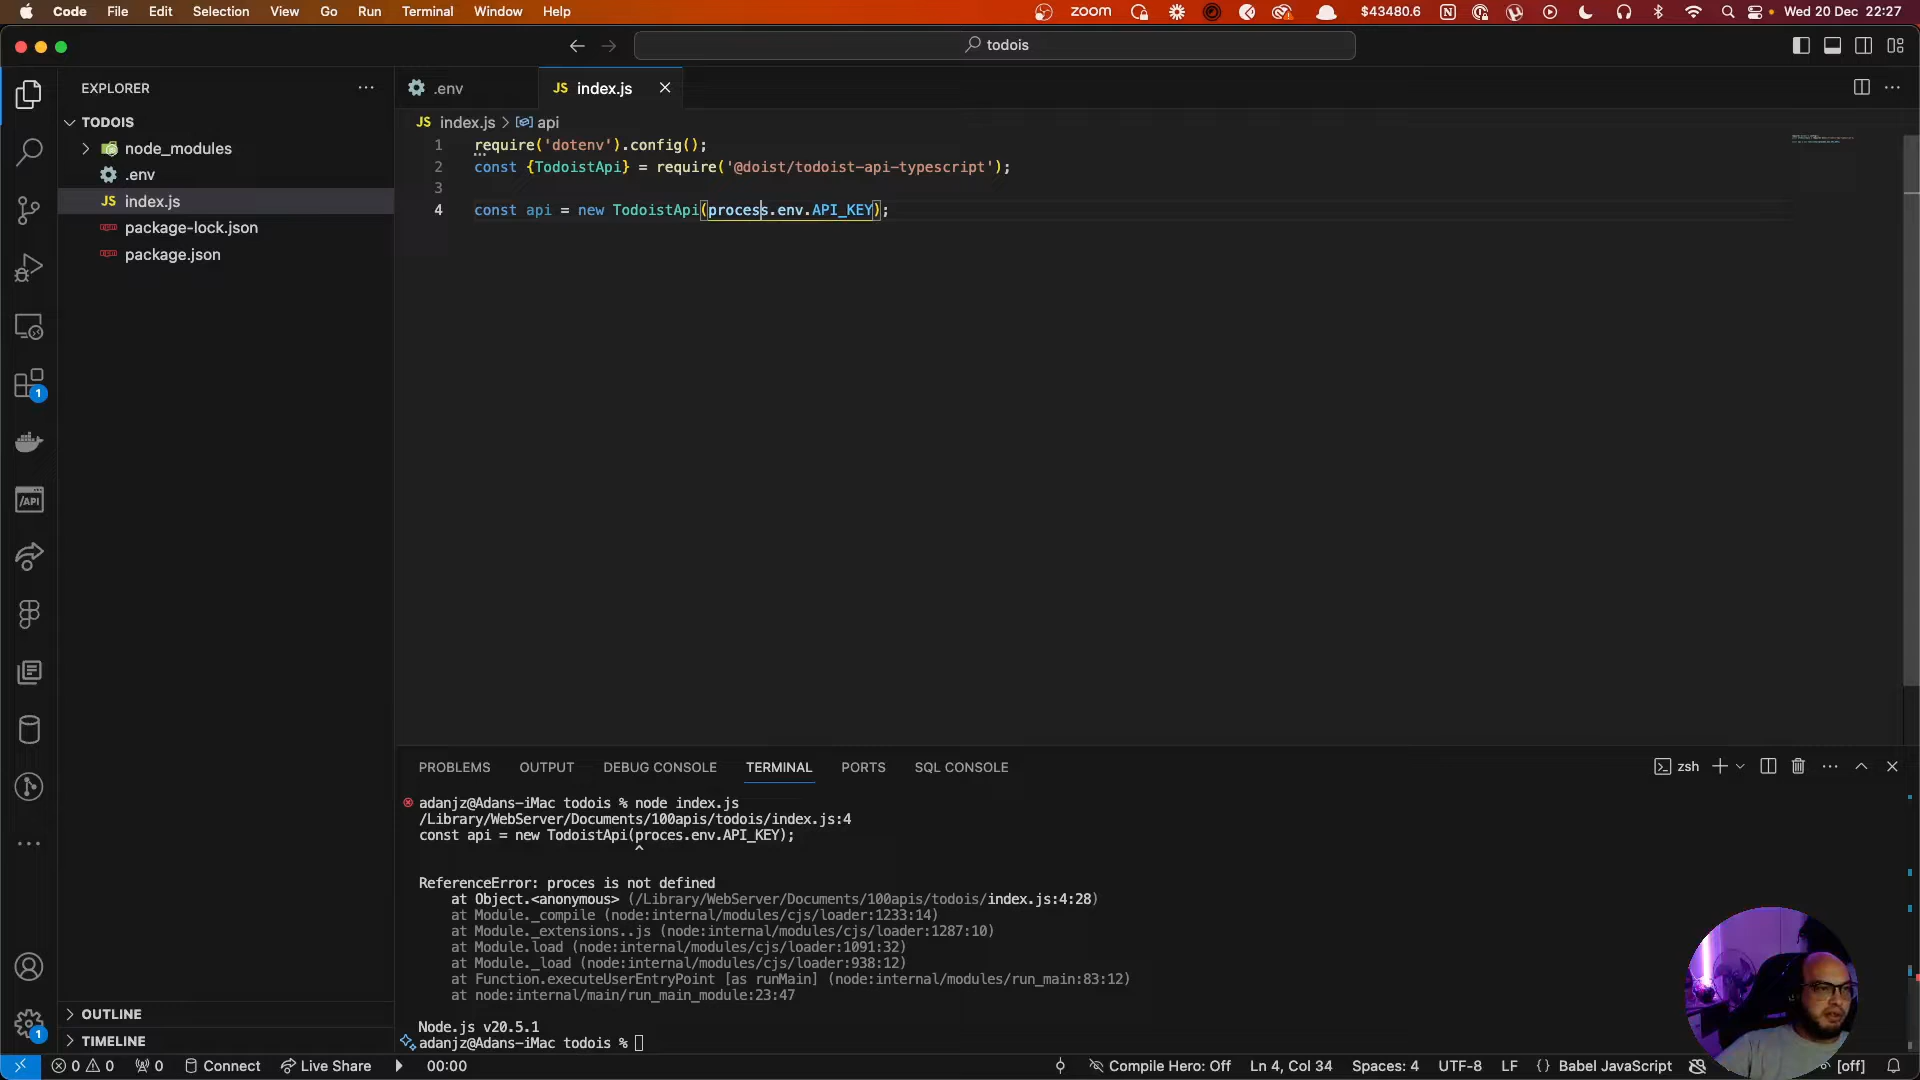 Code File Edit Selection View Go Run Terminal Window Help zoom $43480.6 Wed 20 Dec 22:27
todois
EXPLORER
.env
JS index.js
TODOIS
node_modules
.env
JS index.js
package-lock.json
package.json
JS index.js > api
1 require('dotenv').config();
2 const {TodoistApi} = require('@doist/todoist-api-typescript');
3
4 const api = new TodoistApi(process.env.API_KEY);
1
/API/
PROBLEMS OUTPUT DEBUG CONSOLE TERMINAL PORTS SQL CONSOLE
zsh
adanjz@Adans-iMac todois % node index.js
/Library/WebServer/Documents/100apis/todois/index.js:4
const api = new TodoistApi(proces.env.API_KEY);
^
ReferenceError: proces is not defined
at Object.<anonymous> (/Library/WebServer/Documents/100apis/todois/index.js:4:28)
at Module._compile (node:internal/modules/cjs/loader:1233:14)
at Module._extensions..js (node:internal/modules/cjs/loader:1287:10)
at Module.load (node:internal/modules/cjs/loader:1091:32)
at Module._load (node:internal/modules/cjs/loader:938:12)
at Function.executeUserEntryPoint [as runMain] (node:internal/modules/run_main:83:12)
at node:internal/main/run_main_module:23:47
Node.js v20.5.1
adanjz@Adans-iMac todois %
OUTLINE
TIMELINE
1
0 0 0 Connect Live Share 00:00 Compile Hero: Off Ln 4, Col 34 Spaces: 4 UTF-8 LF {} Babel JavaScript [off]